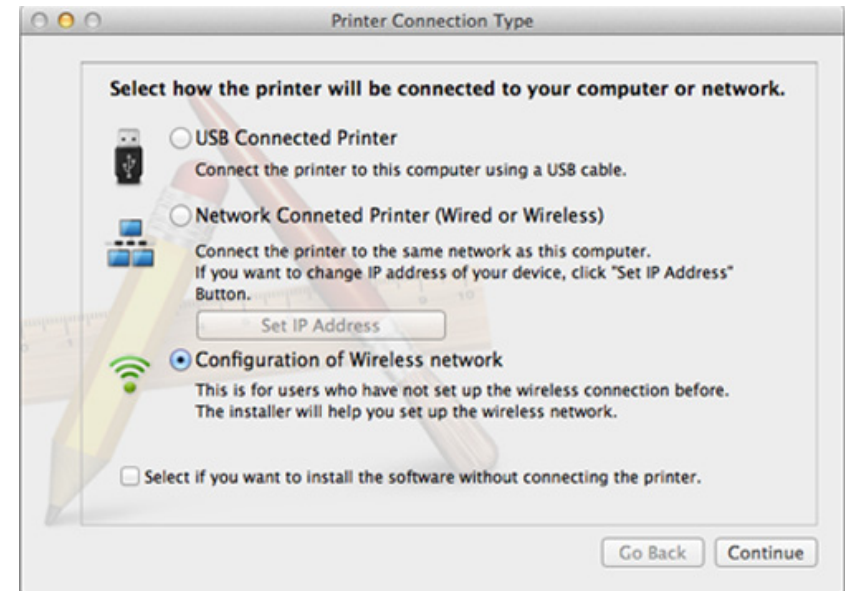 Printer Connection Type
Select how the printer will be connected to your computer or network.
USB Connected Printer
Connect the printer to this computer using a USB cable.
Network Conneted Printer (Wired or Wireless)
Connect the printer to the same network as this computer.
If you want to change IP address of your device, click "Set IP Address"
Button.
Set IP Address
Configuration of Wireless network
This is for users who have not set up the wireless connection before.
The installer will help you set up the wireless network.
Select if you want to install the software without connecting the printer.
Go Back
Continue